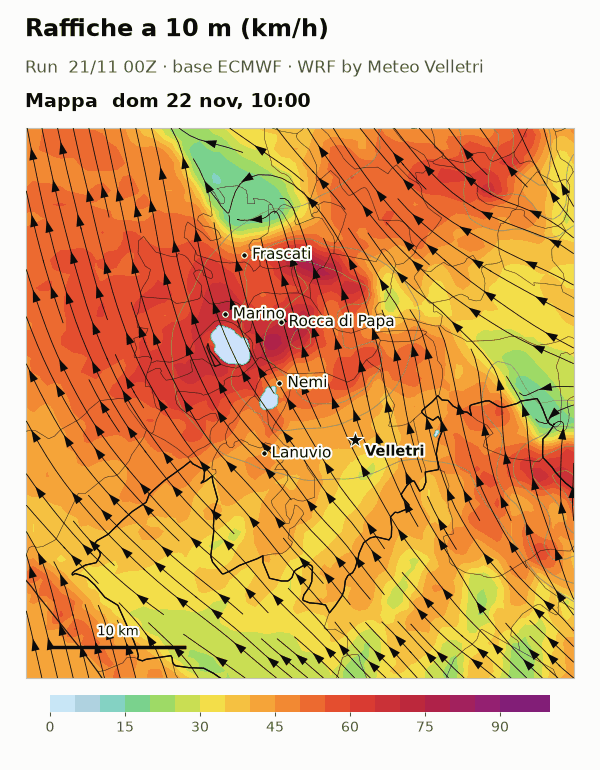 Raffiche a 10 m (km/h)
Run 21/11 00Z · base ECMWF · WRF by Meteo Velletri
Mappa dom 22 nov, 10:00
Frascati
Marino
Rocca di Papa
Nemi
Velletri
Lanuvio
10 km
0 15 30 45 60 75 90